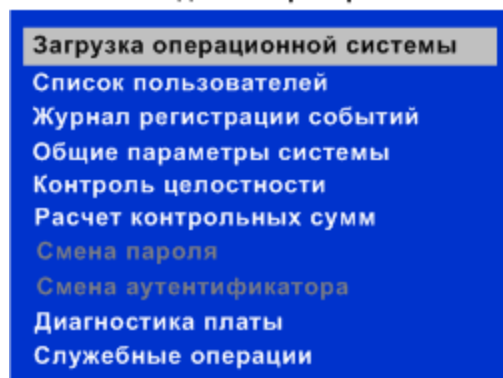 Загрузка операционной системы
Список пользователей
Журнал регистрации событий
Общие параметры системы
Контроль целостности
Расчет контрольных сумм
Смена пароля
Смена аутентификатора
Диагностика платы
Служебные операции